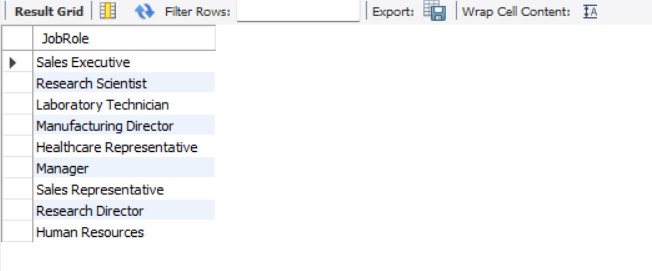 Result Grid Filter Rows: Export: Wrap Cell Content: IA
JobRole
Sales Executive
Research Scientist
Laboratory Technician
Manufacturing Director
Healthcare Representative
Manager
Sales Representative
Research Director
Human Resources